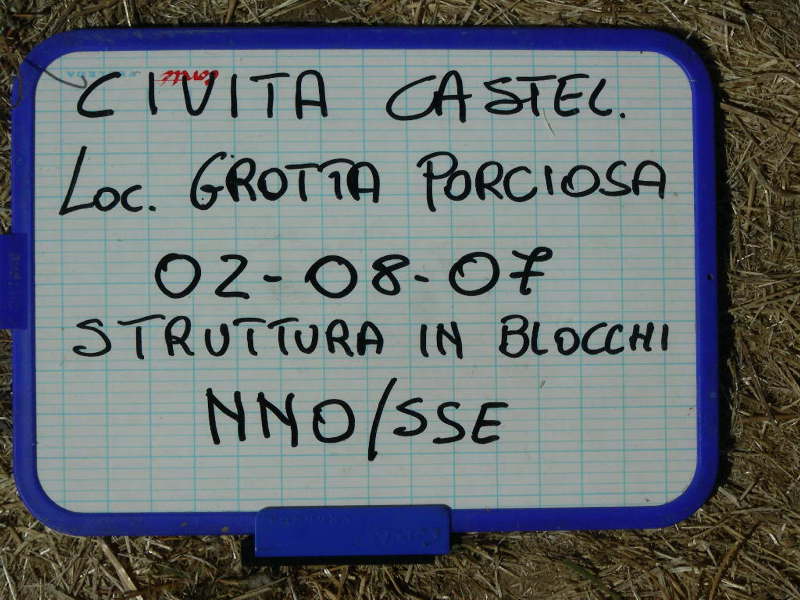 CIVITA CASTEL.
LOC. GROTTA PORCIOSA
02-08-07
STRUTTURA IN BLOCCHI
NNO/SSE